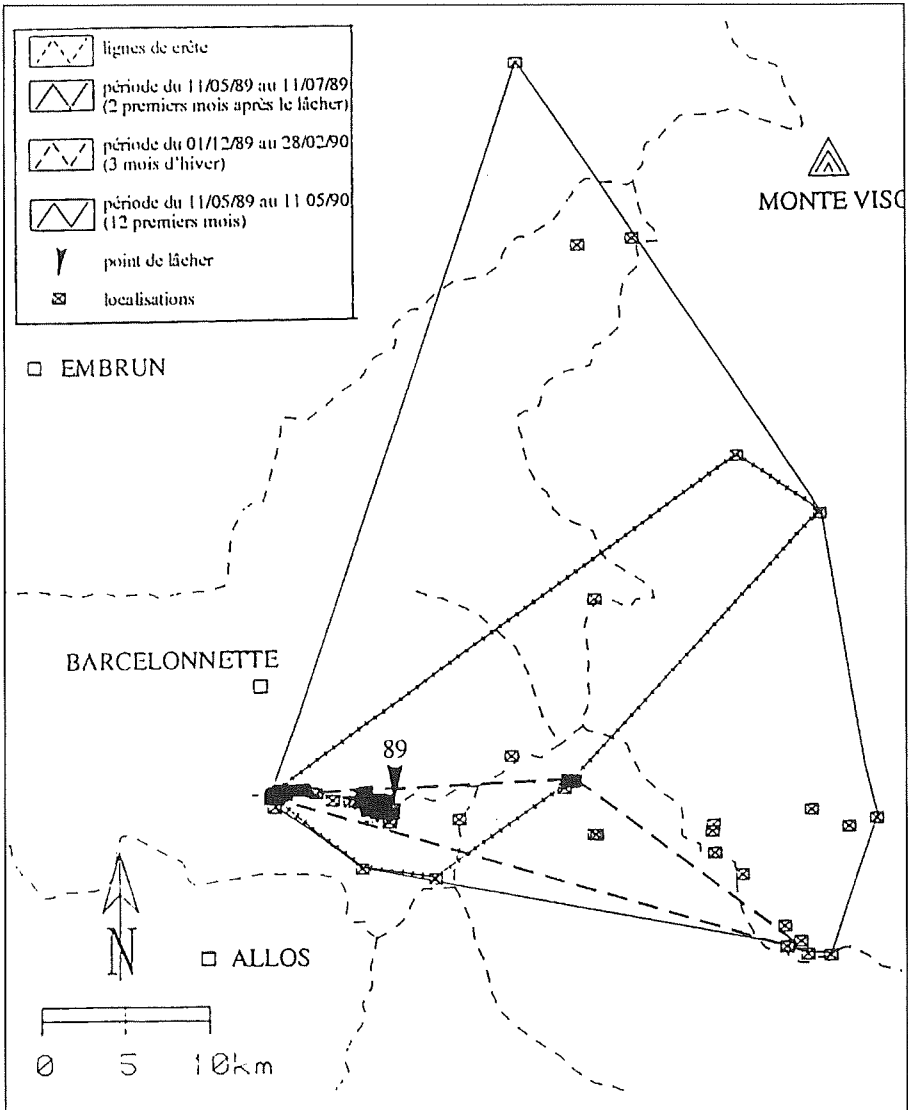 lignes de crête
période du 11/05/89 au 11/07/89
(2 premiers mois après le lâcher)
période du 01/12/89 au 28/02/90
(3 mois d'hiver)
période du 11/05/89 au 11 05/90
(12 premiers mois)
point de lâcher
localisations
MONTE VISO
EMBRUN
BARCELONNETTE
89
N
ALLOS
0 5 10km